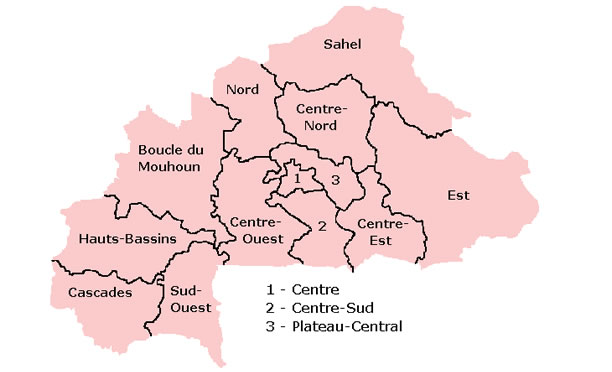 Sahel
Nord
Centre-
Nord
Boucle du
Mouhoun
1
3
Est
Centre-
Ouest
2
Centre-
Est
Hauts-Bassins
Cascades
Sud-
Ouest
1 - Centre
2 - Centre-Sud
3 - Plateau-Central